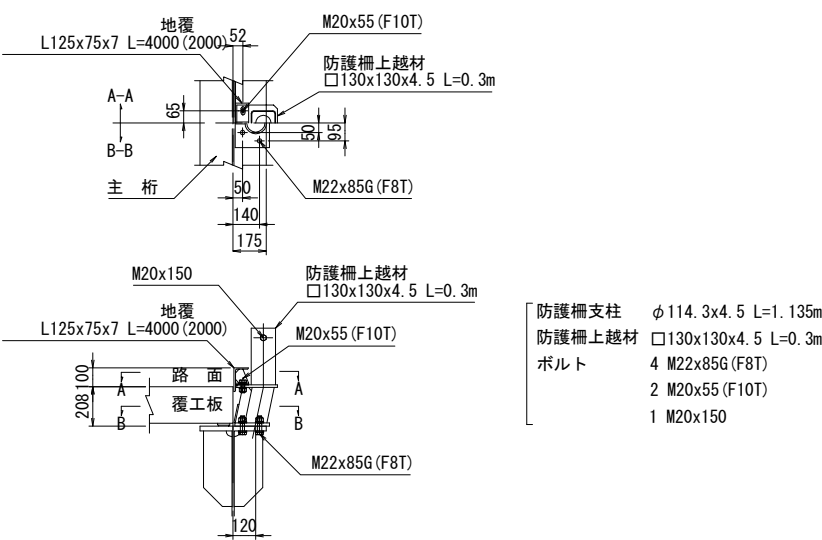 地覆
L125x75x7 L=4000(2000)
52
M20x55(F10T)
防護柵上越材
□130x130x4.5 L=0.3m
A-A
B-B
65
50
95
主 桁
50
M22x85G(F8T)
140
175
M20x150
防護柵上越材
□130x130x4.5 L=0.3m
地覆
L125x75x7 L=4000(2000)
M20x55(F10T)
100
路 面
A
A
208
覆工板
B
B
M22x85G(F8T)
120
防護柵支柱 φ114.3x4.5 L=1.135m
防護柵上越材 □130x130x4.5 L=0.3m
ボルト 4 M22x85G(F8T)
2 M20x55(F10T)
1 M20x150